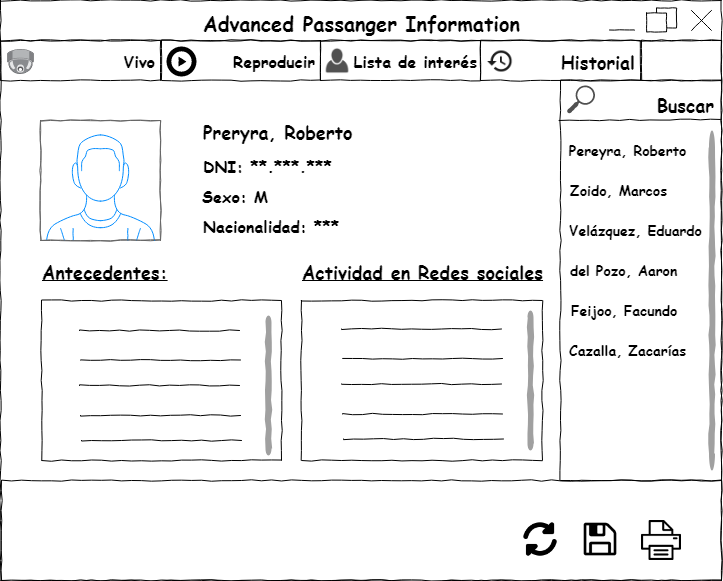 Advanced Passanger Information
Vivo
Reproducir
Lista de interés
Historial
Buscar
Preryra, Roberto
DNI: **.***.***
Sexo: M
Nacionalidad: ***
Antecedentes:
Actividad en Redes sociales
Pereyra, Roberto
Zoido, Marcos
Velázquez, Eduardo
del Pozo, Aaron
Feijoo, Facundo
Cazalla, Zacarías